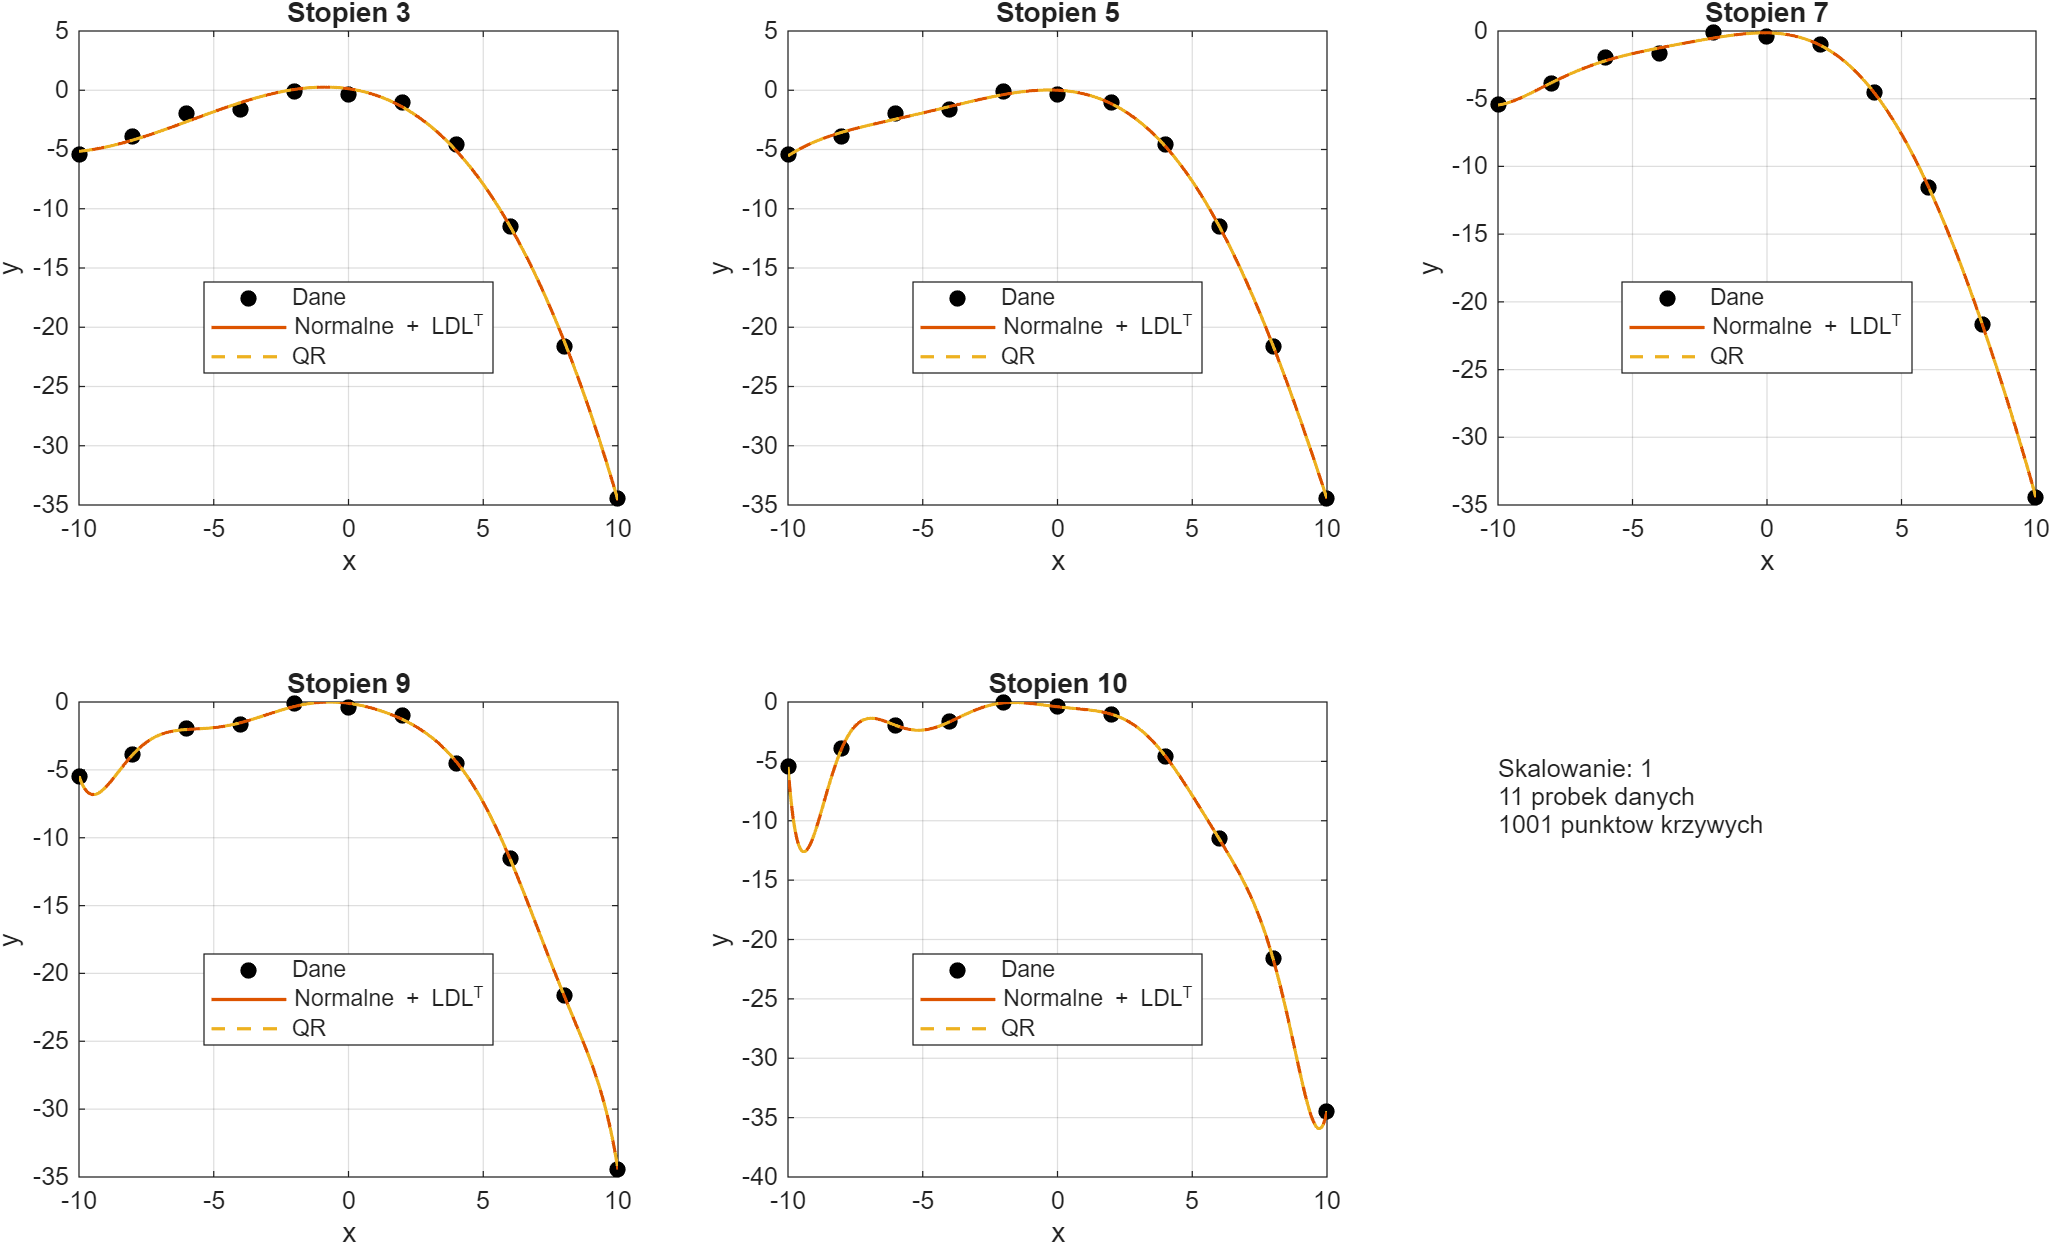 Stopien 3
5
0
-5
-10
-15
-20
-25
-30
-35
y
-10 -5 0 5 10
x
Dane
Normalne + LDL^T
QR
Stopien 5
5
0
-5
-10
-15
-20
-25
-30
-35
y
-10 -5 0 5 10
x
Dane
Normalne + LDL^T
QR
Stopien 7
0
-5
-10
-15
-20
-25
-30
-35
y
-10 -5 0 5 10
x
Dane
Normalne + LDL^T
QR
Stopien 9
0
-5
-10
-15
-20
-25
-30
-35
y
-10 -5 0 5 10
x
Dane
Normalne + LDL^T
QR
Stopien 10
0
-5
-10
-15
-20
-25
-30
-35
-40
y
-10 -5 0 5 10
x
Dane
Normalne + LDL^T
QR
Skalowanie: 1
11 probek danych
1001 punktow krzywych